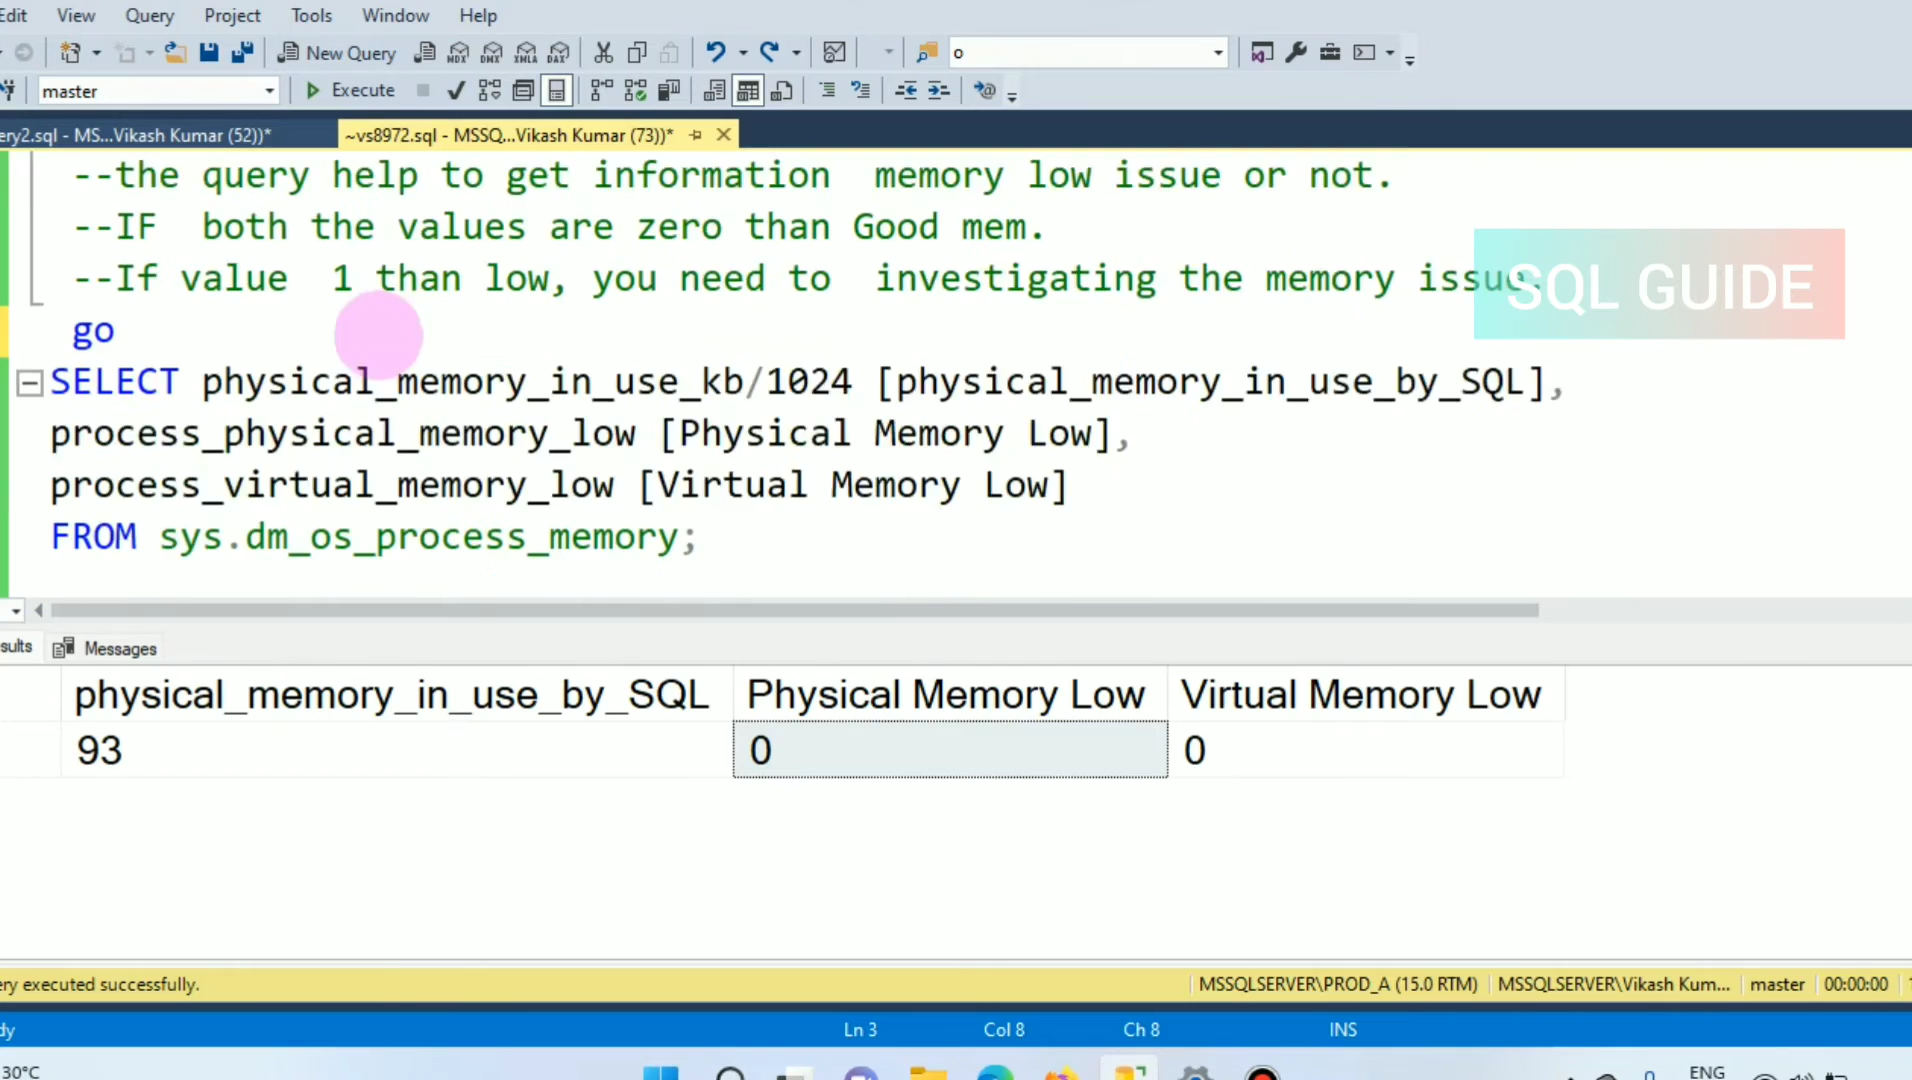 Edit View Query Project Tools Window Help
New Query MDX DMX XMLA DAX o
master Execute
ery2.sql - MS...Vikash Kumar (52))* ~vs8972.sql - MSSQ...Vikash Kumar (73))*
--the query help to get information memory low issue or not.
--IF both the values are zero than Good mem.
--If value 1 than low, you need to investigating the memory issue.
SQL GUIDE
go
SELECT physical_memory_in_use_kb/1024 [physical_memory_in_use_by_SQL],
process_physical_memory_low [Physical Memory Low],
process_virtual_memory_low [Virtual Memory Low]
FROM sys.dm_os_process_memory;
sults Messages
physical_memory_in_use_by_SQL Physical Memory Low Virtual Memory Low
93 0 0
ery executed successfully. MSSQLSERVER\PROD_A (15.0 RTM) MSSQLSERVER\Vikash Kum... master 00:00:00
dy Ln 3 Col 8 Ch 8 INS
30°C ENG